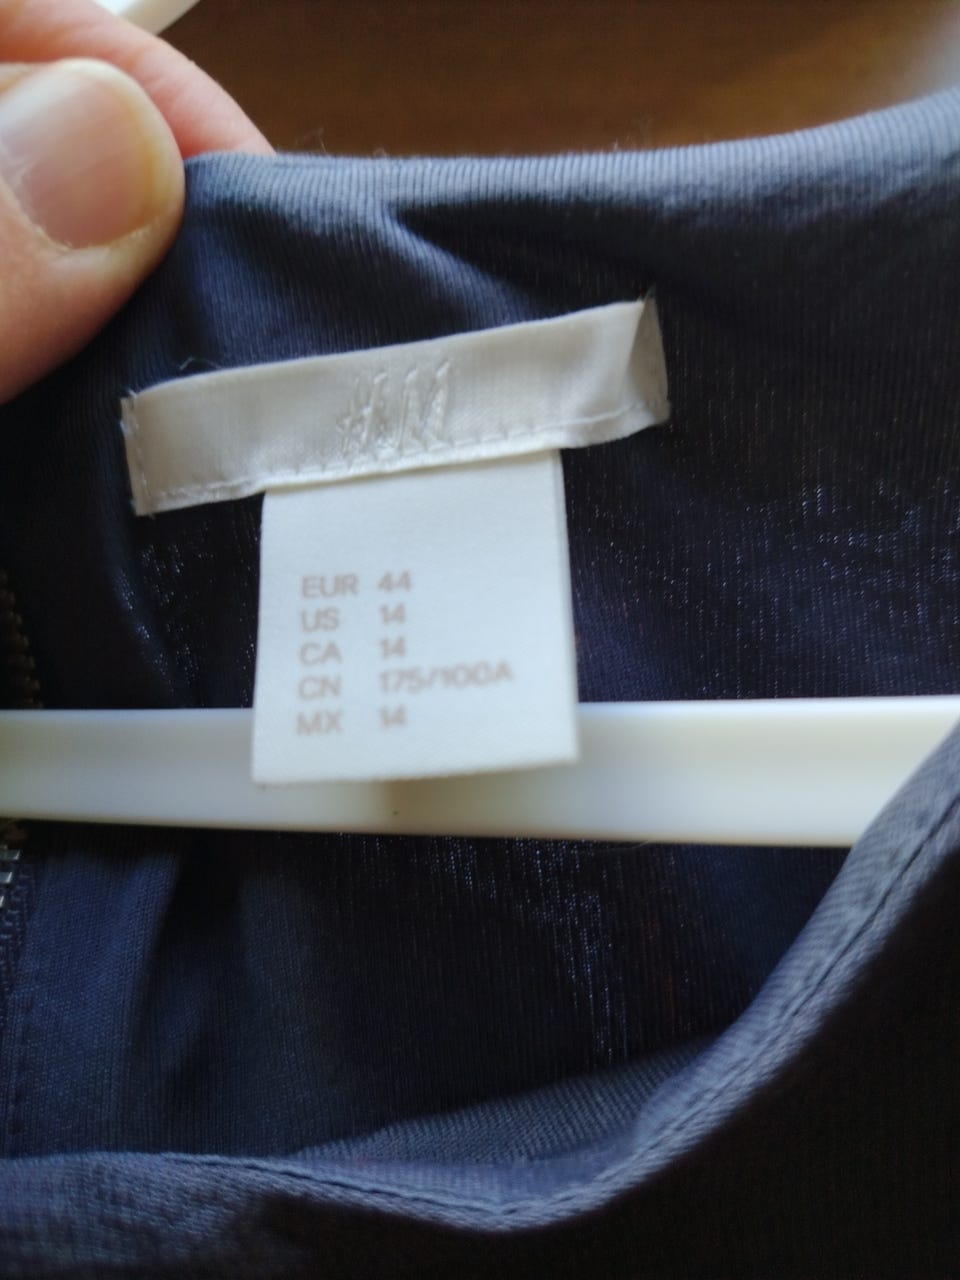 H&M
EUR 44
US 14
CA 14
CN 175/100A
MX 14